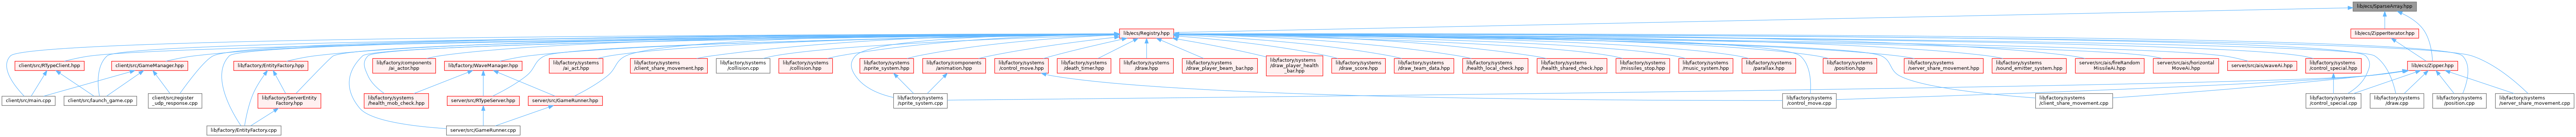 lib/ecs/SparseArray.hpp
lib/ecs/Registry.hpp
lib/ecs/ZipperIterator.hpp
client/src/RTypeClient.hpp
client/src/GameManager.hpp
lib/factory/EntityFactory.hpp
lib/factory/components
/ai_actor.hpp
lib/factory/WaveManager.hpp
lib/factory/systems
/ai_act.hpp
lib/factory/systems
/client_share_movement.hpp
lib/factory/systems
/collision.cpp
lib/factory/systems
/collision.hpp
lib/factory/systems
/sprite_system.hpp
lib/factory/components
/animation.hpp
lib/factory/systems
/control_move.hpp
lib/factory/systems
/death_timer.hpp
lib/factory/systems
/draw.hpp
lib/factory/systems
/draw_player_beam_bar.hpp
lib/factory/systems
/draw_player_health
_bar.hpp
lib/factory/systems
/draw_score.hpp
lib/factory/systems
/draw_team_data.hpp
lib/factory/systems
/health_local_check.hpp
lib/factory/systems
/health_shared_check.hpp
lib/factory/systems
/missiles_stop.hpp
lib/factory/systems
/music_system.hpp
lib/factory/systems
/parallax.hpp
lib/factory/systems
/position.hpp
lib/factory/systems
/server_share_movement.hpp
lib/factory/systems
/sound_emitter_system.hpp
server/src/ais/fireRandom
MissileAi.hpp
server/src/ais/horizontal
MoveAi.hpp
server/src/ais/waveAi.hpp
lib/factory/systems
/control_special.hpp
lib/ecs/Zipper.hpp
client/src/main.cpp
client/src/launch_game.cpp
client/src/register
_udp_response.cpp
lib/factory/ServerEntity
Factory.hpp
lib/factory/systems
/health_mob_check.hpp
server/src/RTypeServer.hpp
server/src/GameRunner.hpp
lib/factory/systems
/sprite_system.cpp
lib/factory/systems
/control_move.cpp
lib/factory/systems
/client_share_movement.cpp
lib/factory/systems
/control_special.cpp
lib/factory/systems
/draw.cpp
lib/factory/systems
/position.cpp
lib/factory/systems
/server_share_movement.cpp
lib/factory/EntityFactory.cpp
server/src/GameRunner.cpp